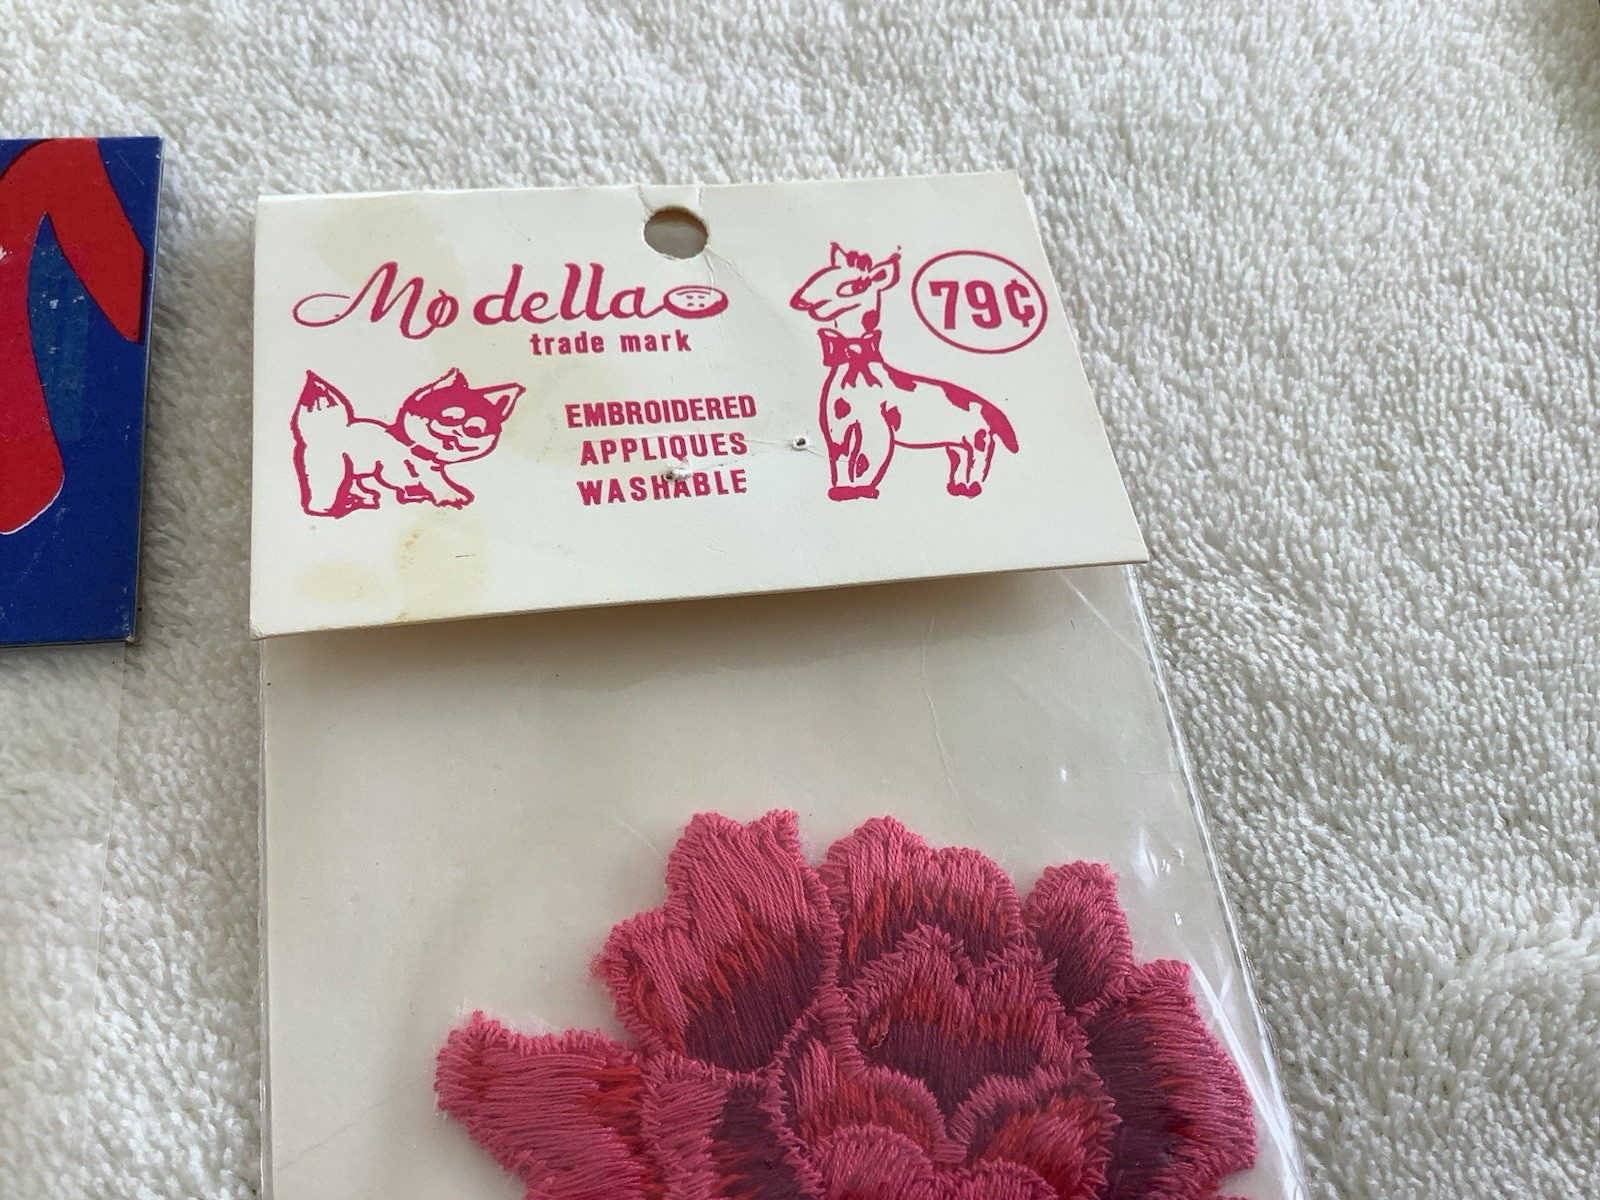 Modella
trade mark
79¢
EMBROIDERED
APPLIQUES
WASHABLE